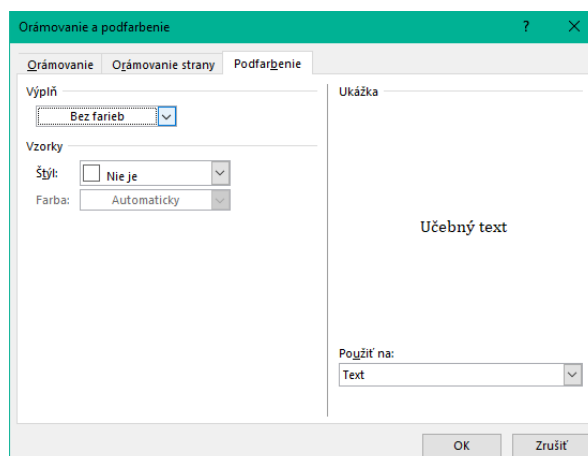 Orámovanie a podfarbenie ? ×
Orámovanie Orámovanie strany Podfarbenie
Výplň
Bez farieb
Vzorky
Štýl: Nie je
Farba: Automaticky
Ukážka
Učebný text
Použiť na:
Text
OK Zrušiť